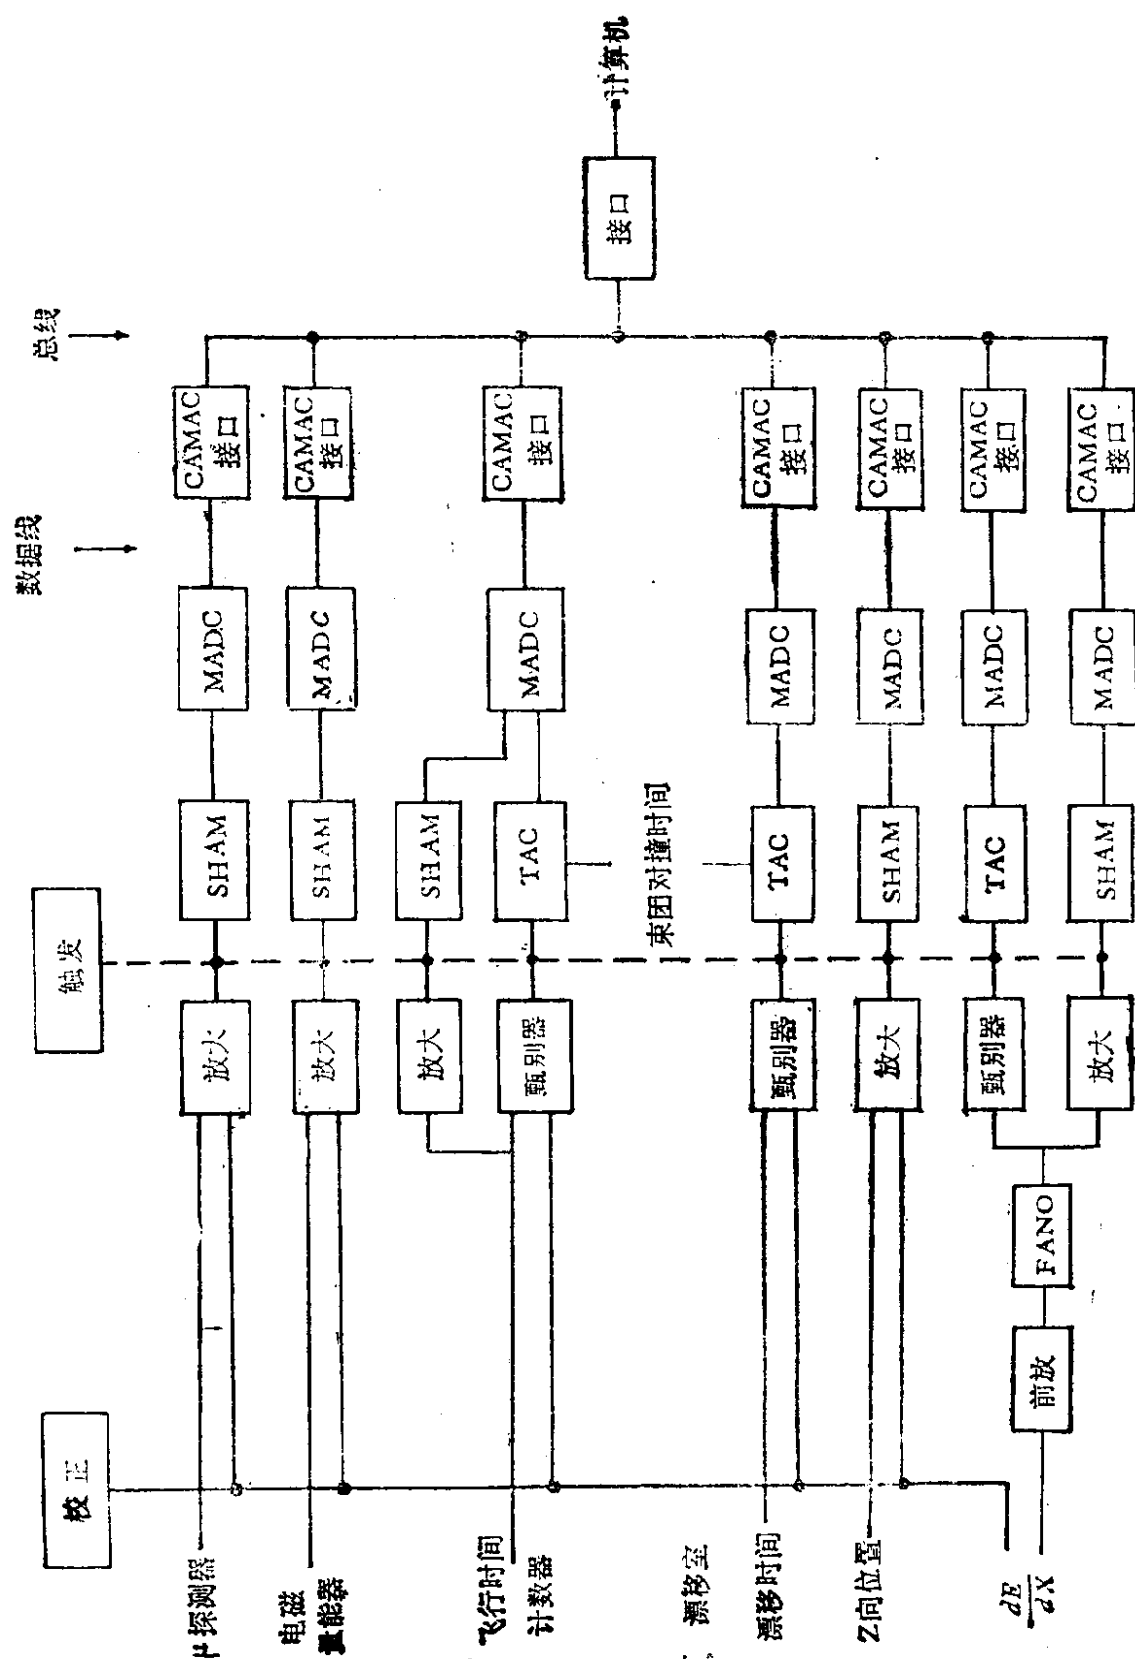 校正
触发
数据线
总线
μ探测器
放大
SHAM
MADC
CAMAC
接口
电磁
量能器
放大
SHAM
MADC
CAMAC
接口
飞行时间
计数器
放大
SHAM
甄别器
TAC
MADC
CAMAC
接口
接口
计算机
束团对撞时间
漂移室
漂移时间
甄别器
TAC
MADC
CAMAC
接口
Z向位置
放大
SHAM
MADC
CAMAC
接口
dE
dX
前放
FANO
甄别器
TAC
MADC
CAMAC
接口
放大
SHAM
MADC
CAMAC
接口